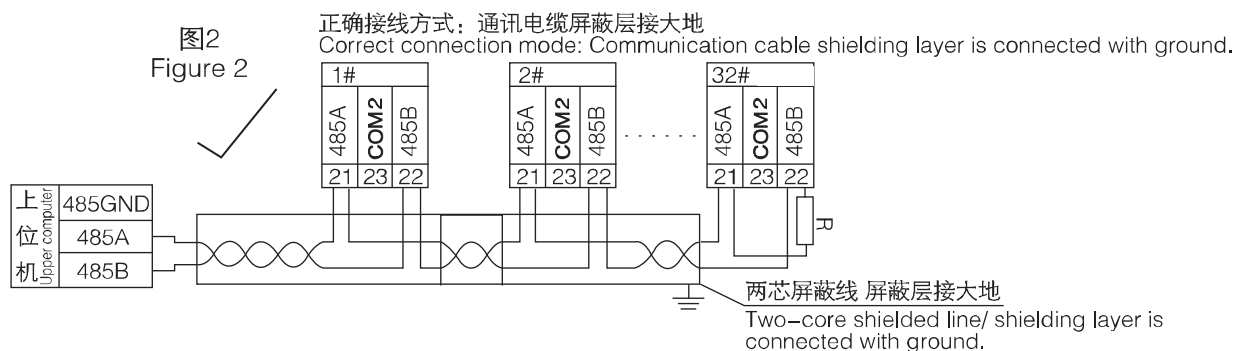 图2
Figure 2
正确接线方式：通讯电缆屏蔽层接大地
Correct connection mode: Communication cable shielding layer is connected with ground.
1#
485A
COM2
485B
21
23
22
2#
485A
COM2
485B
21
23
22
32#
485A
COM2
485B
21
23
22
上位机
Upper computer
485GND
485A
485B
R
两芯屏蔽线 屏蔽层接大地
Two-core shielded line/ shielding layer is
connected with ground.